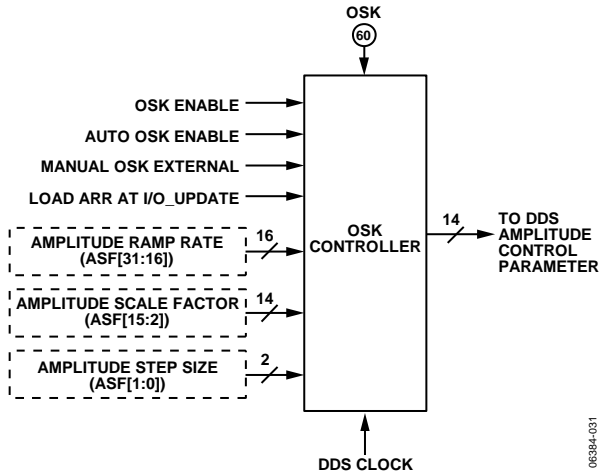 OSK
60
OSK ENABLE
AUTO OSK ENABLE
MANUAL OSK EXTERNAL
LOAD ARR AT I/O_UPDATE
AMPLITUDE RAMP RATE
(ASF[31:16])
16
AMPLITUDE SCALE FACTOR
(ASF[15:2])
14
AMPLITUDE STEP SIZE
(ASF[1:0])
2
OSK
CONTROLLER
14
TO DDS
AMPLITUDE
CONTROL
PARAMETER
DDS CLOCK
06384-031